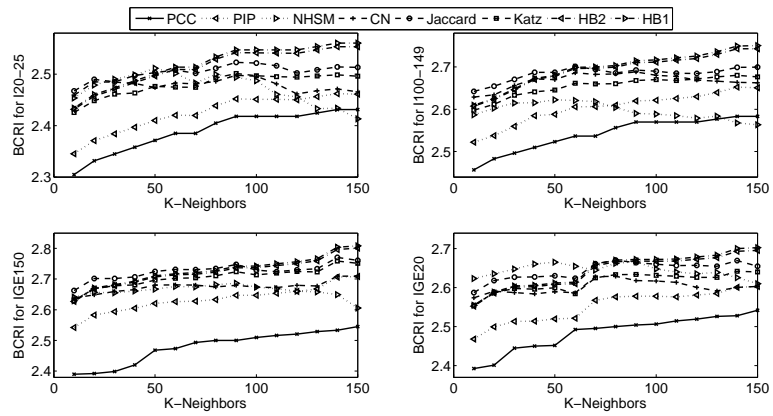 PCC PIP NHSM CN Jaccard Katz HB2 HB1
BCRI for I20−25
2.5
2.4
2.3
0 50 100 150
K−Neighbors
BCRI for I100−149
2.7
2.6
2.5
0 50 100 150
K−Neighbors
BCRI for IGE150
2.8
2.7
2.6
2.5
2.4
0 50 100 150
K−Neighbors
BCRI for IGE20
2.7
2.6
2.5
2.4
0 50 100 150
K−Neighbors